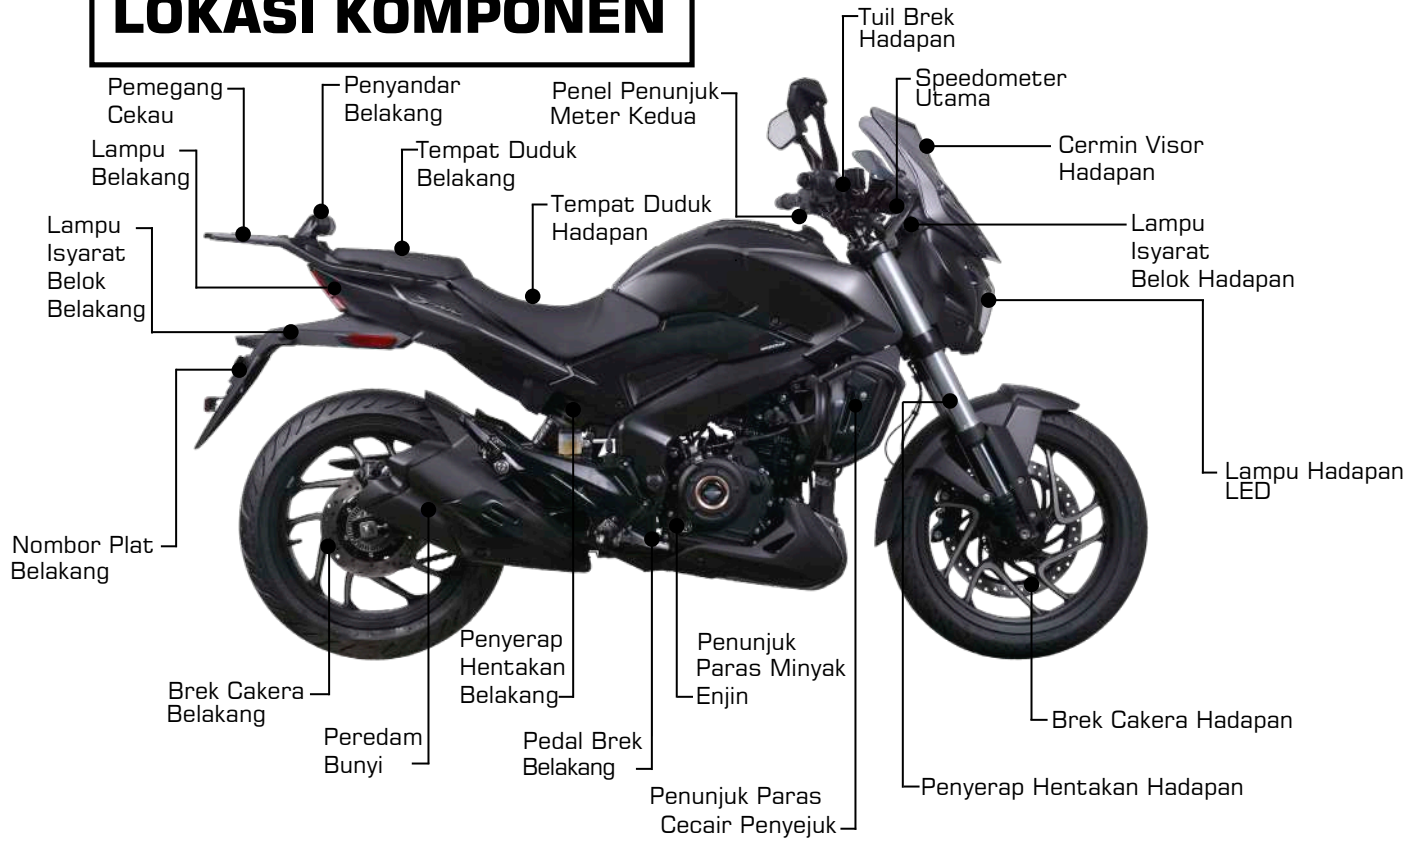 LOKASI KOMPONEN
Tuil Brek
Hadapan
Pemegang
Cekau
Penyandar
Belakang
Penel Penunjuk
Meter Kedua
Speedometer
Utama
Lampu
Belakang
Tempat Duduk
Belakang
Cermin Visor
Hadapan
Tempat Duduk
Hadapan
Lampu
Isyarat
Belok
Belakang
Lampu
Isyarat
Belok Hadapan
Lampu Hadapan
LED
Nombor Plat
Belakang
Penyerap
Hentakan
Belakang
Penunjuk
Paras Minyak
Enjin
Brek Cakera
Belakang
Brek Cakera Hadapan
Peredam
Bunyi
Pedal Brek
Belakang
Penyerap Hentakan Hadapan
Penunjuk Paras
Cecair Penyejuk